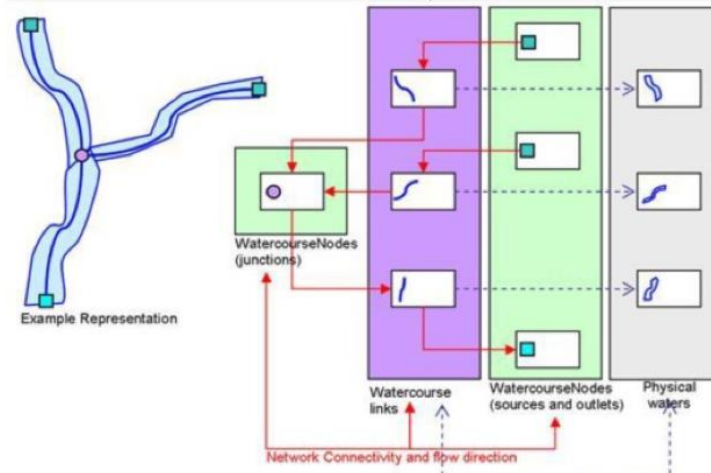 WatercourseNodes
(junctions)
Example Representation
Watercourse
links
WatercourseNodes
(sources and outlets)
Physical
waters
Network Connectivity and flow direction